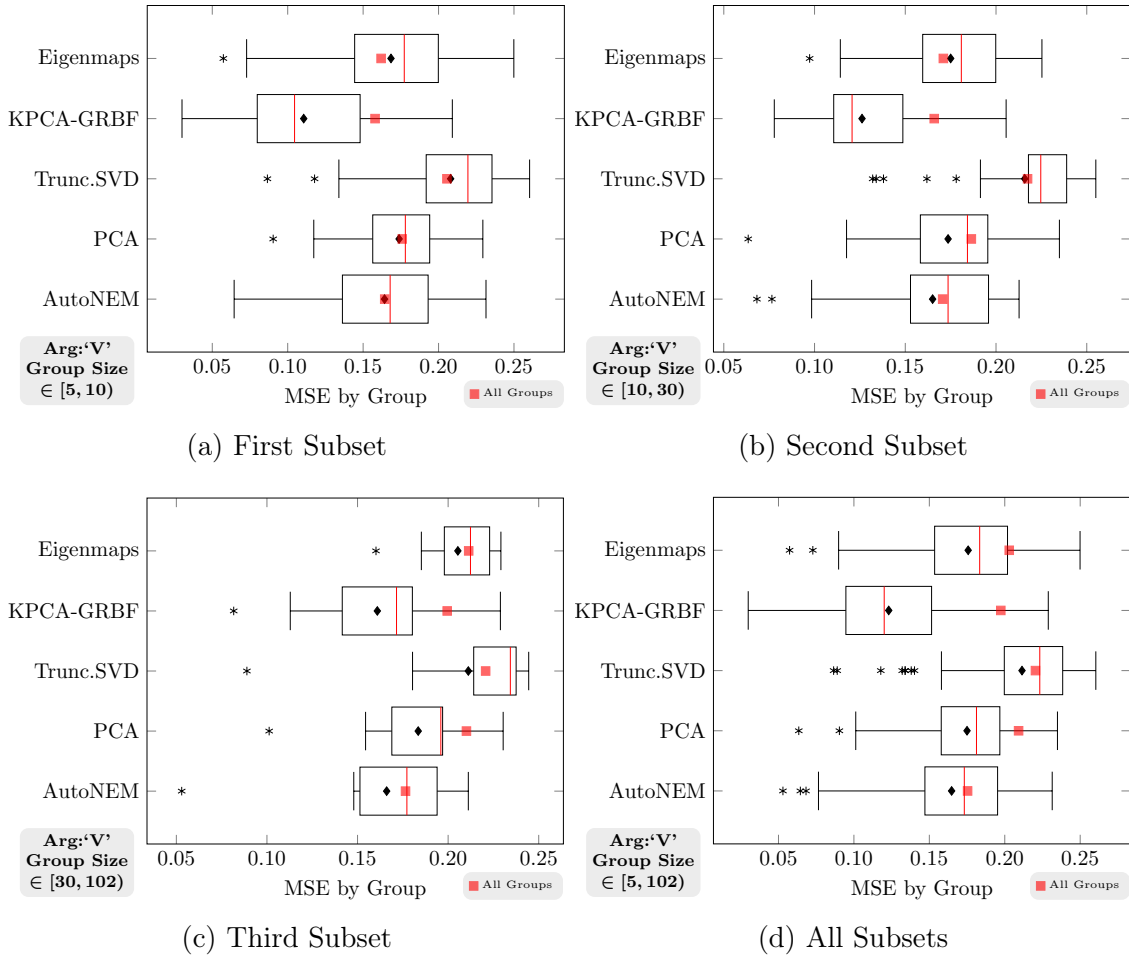 Eigenmaps
KPCA-GRBF
Trunc.SVD
PCA
AutoNEM
0.05 0.10 0.15 0.20 0.25
Arg:‘V’
Group Size
∈ [5, 10)
MSE by Group
All Groups
(a) First Subset
Eigenmaps
KPCA-GRBF
Trunc.SVD
PCA
AutoNEM
0.05 0.10 0.15 0.20 0.25
Arg:‘V’
Group Size
∈ [10, 30)
MSE by Group
All Groups
(b) Second Subset
Eigenmaps
KPCA-GRBF
Trunc.SVD
PCA
AutoNEM
0.05 0.10 0.15 0.20 0.25
Arg:‘V’
Group Size
∈ [30, 102)
MSE by Group
All Groups
(c) Third Subset
Eigenmaps
KPCA-GRBF
Trunc.SVD
PCA
AutoNEM
0.05 0.10 0.15 0.20 0.25
Arg:‘V’
Group Size
∈ [5, 102)
MSE by Group
All Groups
(d) All Subsets